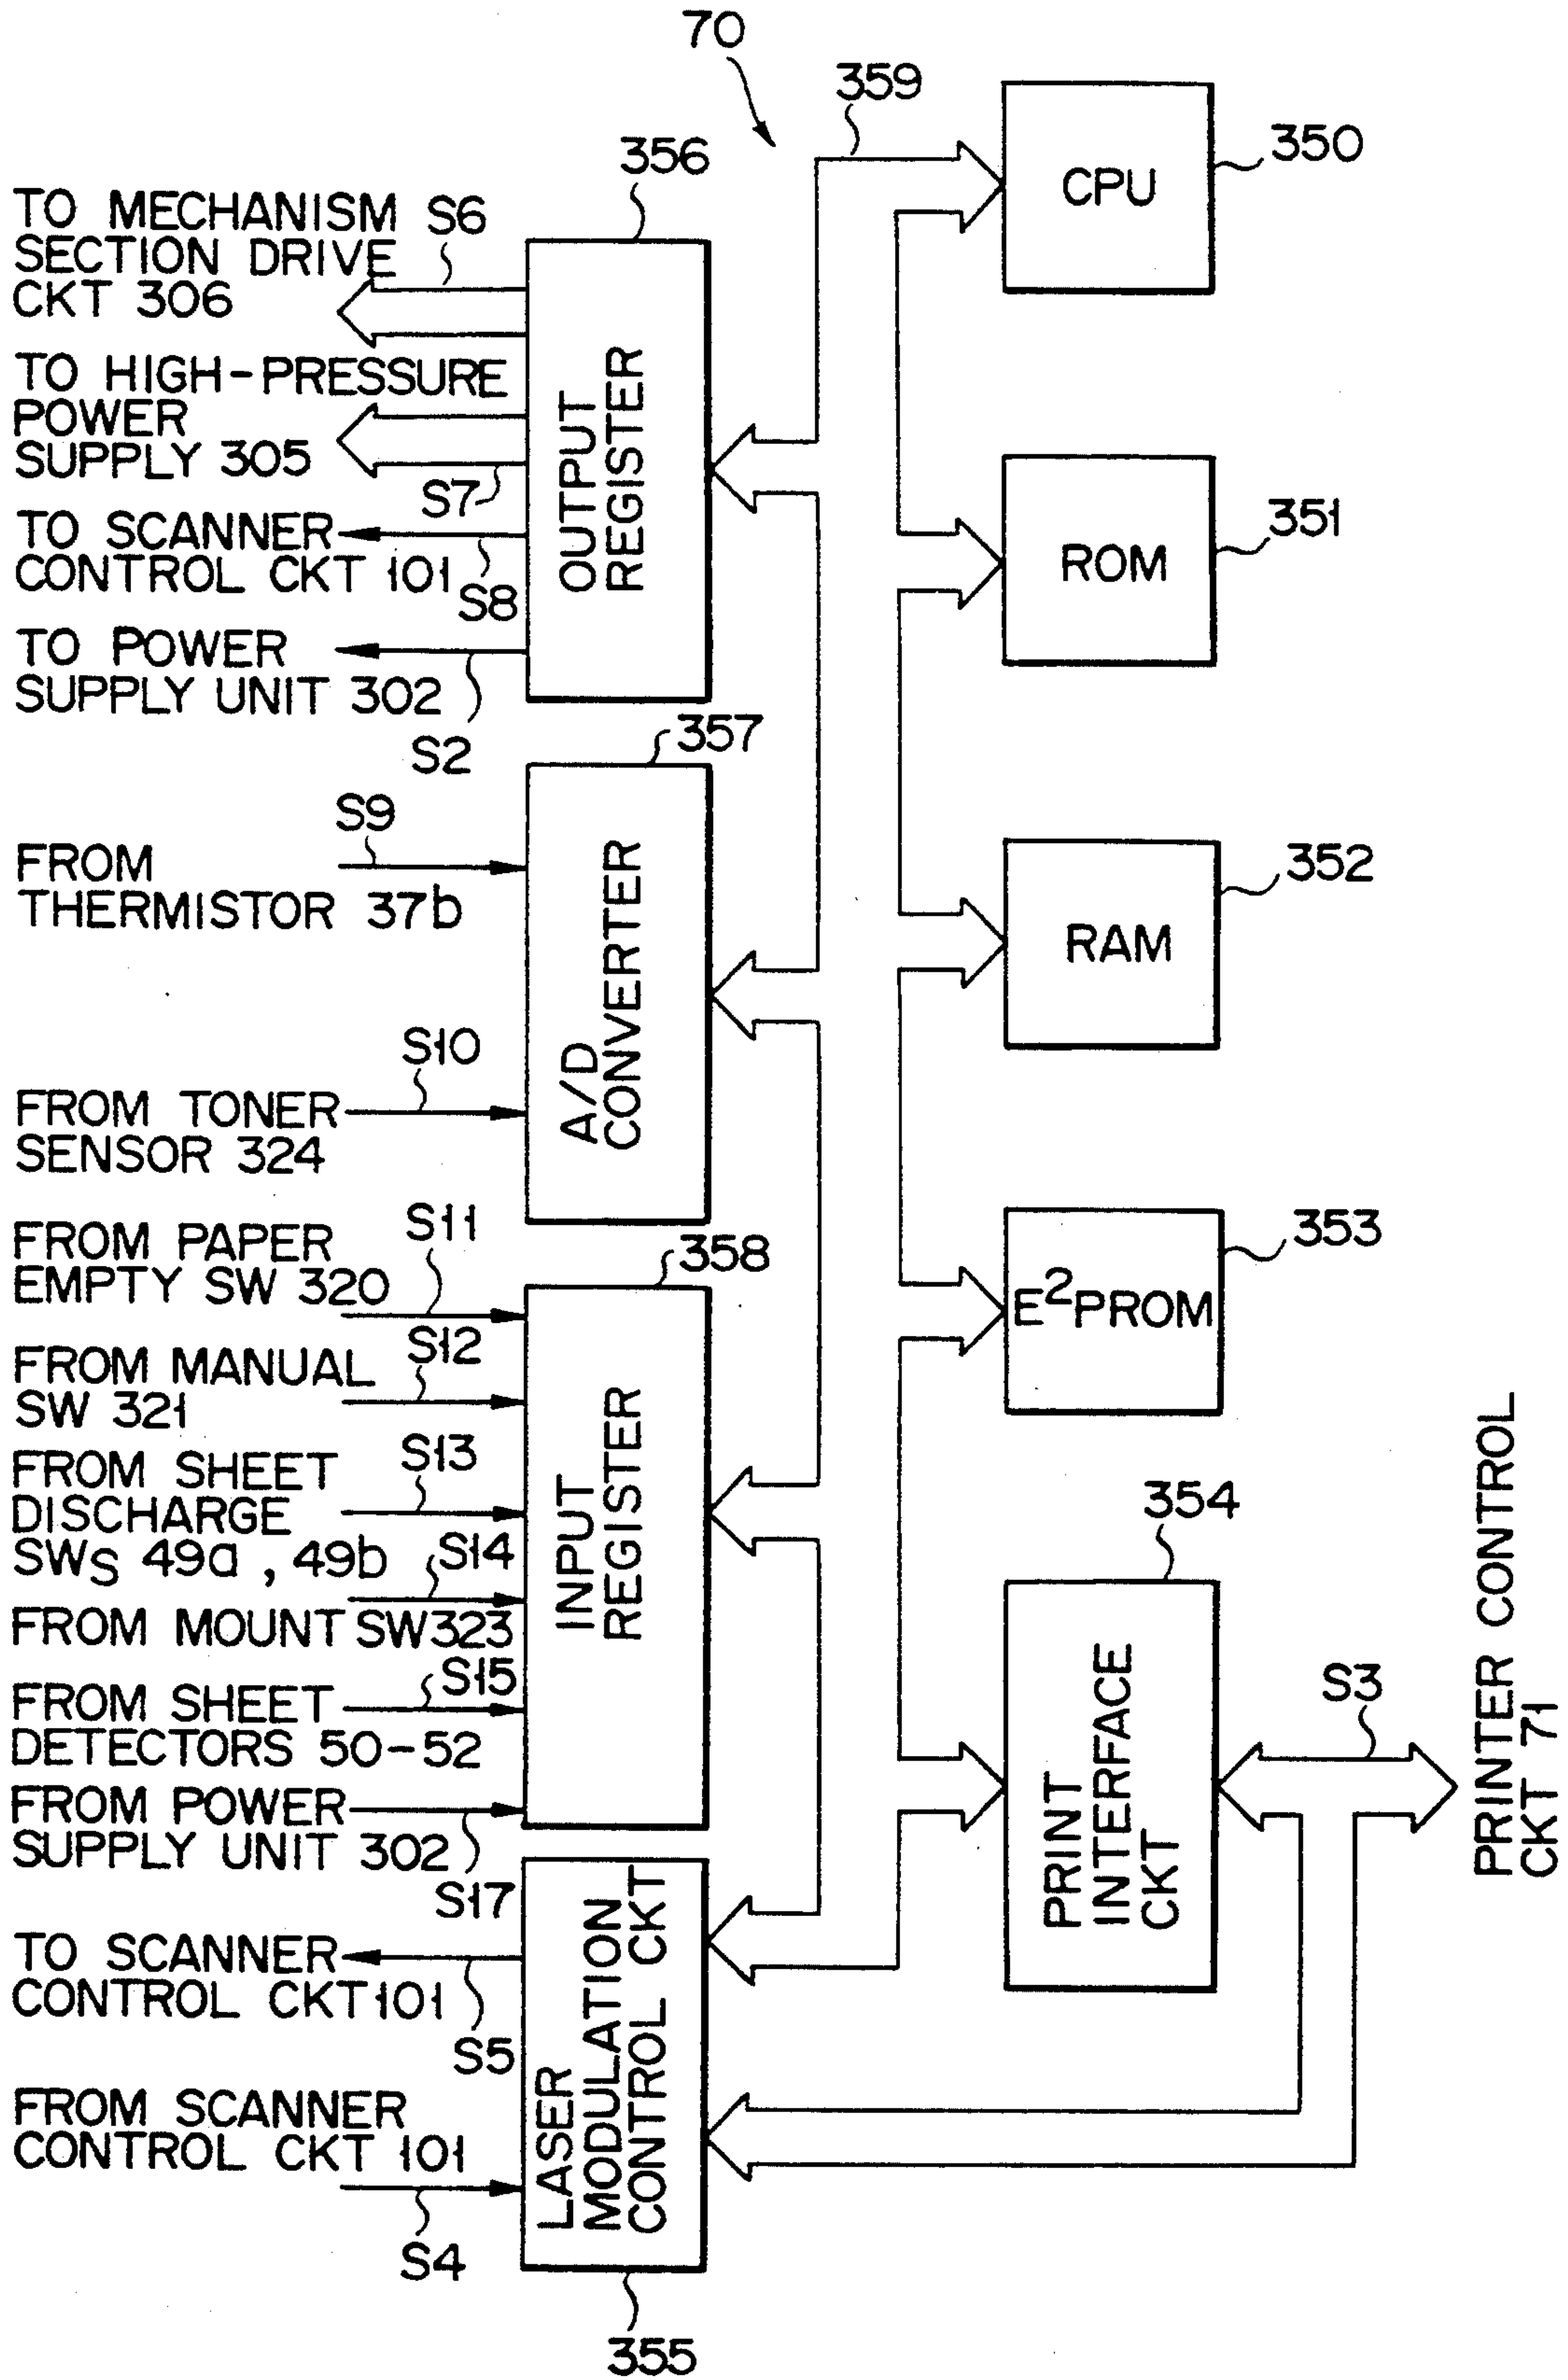 70
359
356
350
CPU
TO MECHANISM
SECTION DRIVE
CKT 306
S6
TO HIGH-PRESSURE
POWER
SUPPLY 305
S7
TO SCANNER
CONTROL CKT 101
S8
TO POWER
SUPPLY UNIT 302
S2
OUTPUT
REGISTER
351
ROM
357
S9
FROM
THERMISTOR 37b
A/D
CONVERTER
352
RAM
S10
FROM TONER
SENSOR 324
353
E²PROM
358
FROM PAPER
EMPTY SW 320
S11
FROM MANUAL
SW 321
S12
FROM SHEET
DISCHARGE
SWS 49a , 49b
S13
S14
FROM MOUNT SW323
S15
FROM SHEET
DETECTORS 50-52
FROM POWER
SUPPLY UNIT 302
S17
INPUT
REGISTER
354
PRINT
INTERFACE
CKT
S3
PRINTER CONTROL
CKT 71
TO SCANNER
CONTROL CKT 101
S5
FROM SCANNER
CONTROL CKT 101
S4
LASER
MODULATION
CONTROL CKT
355